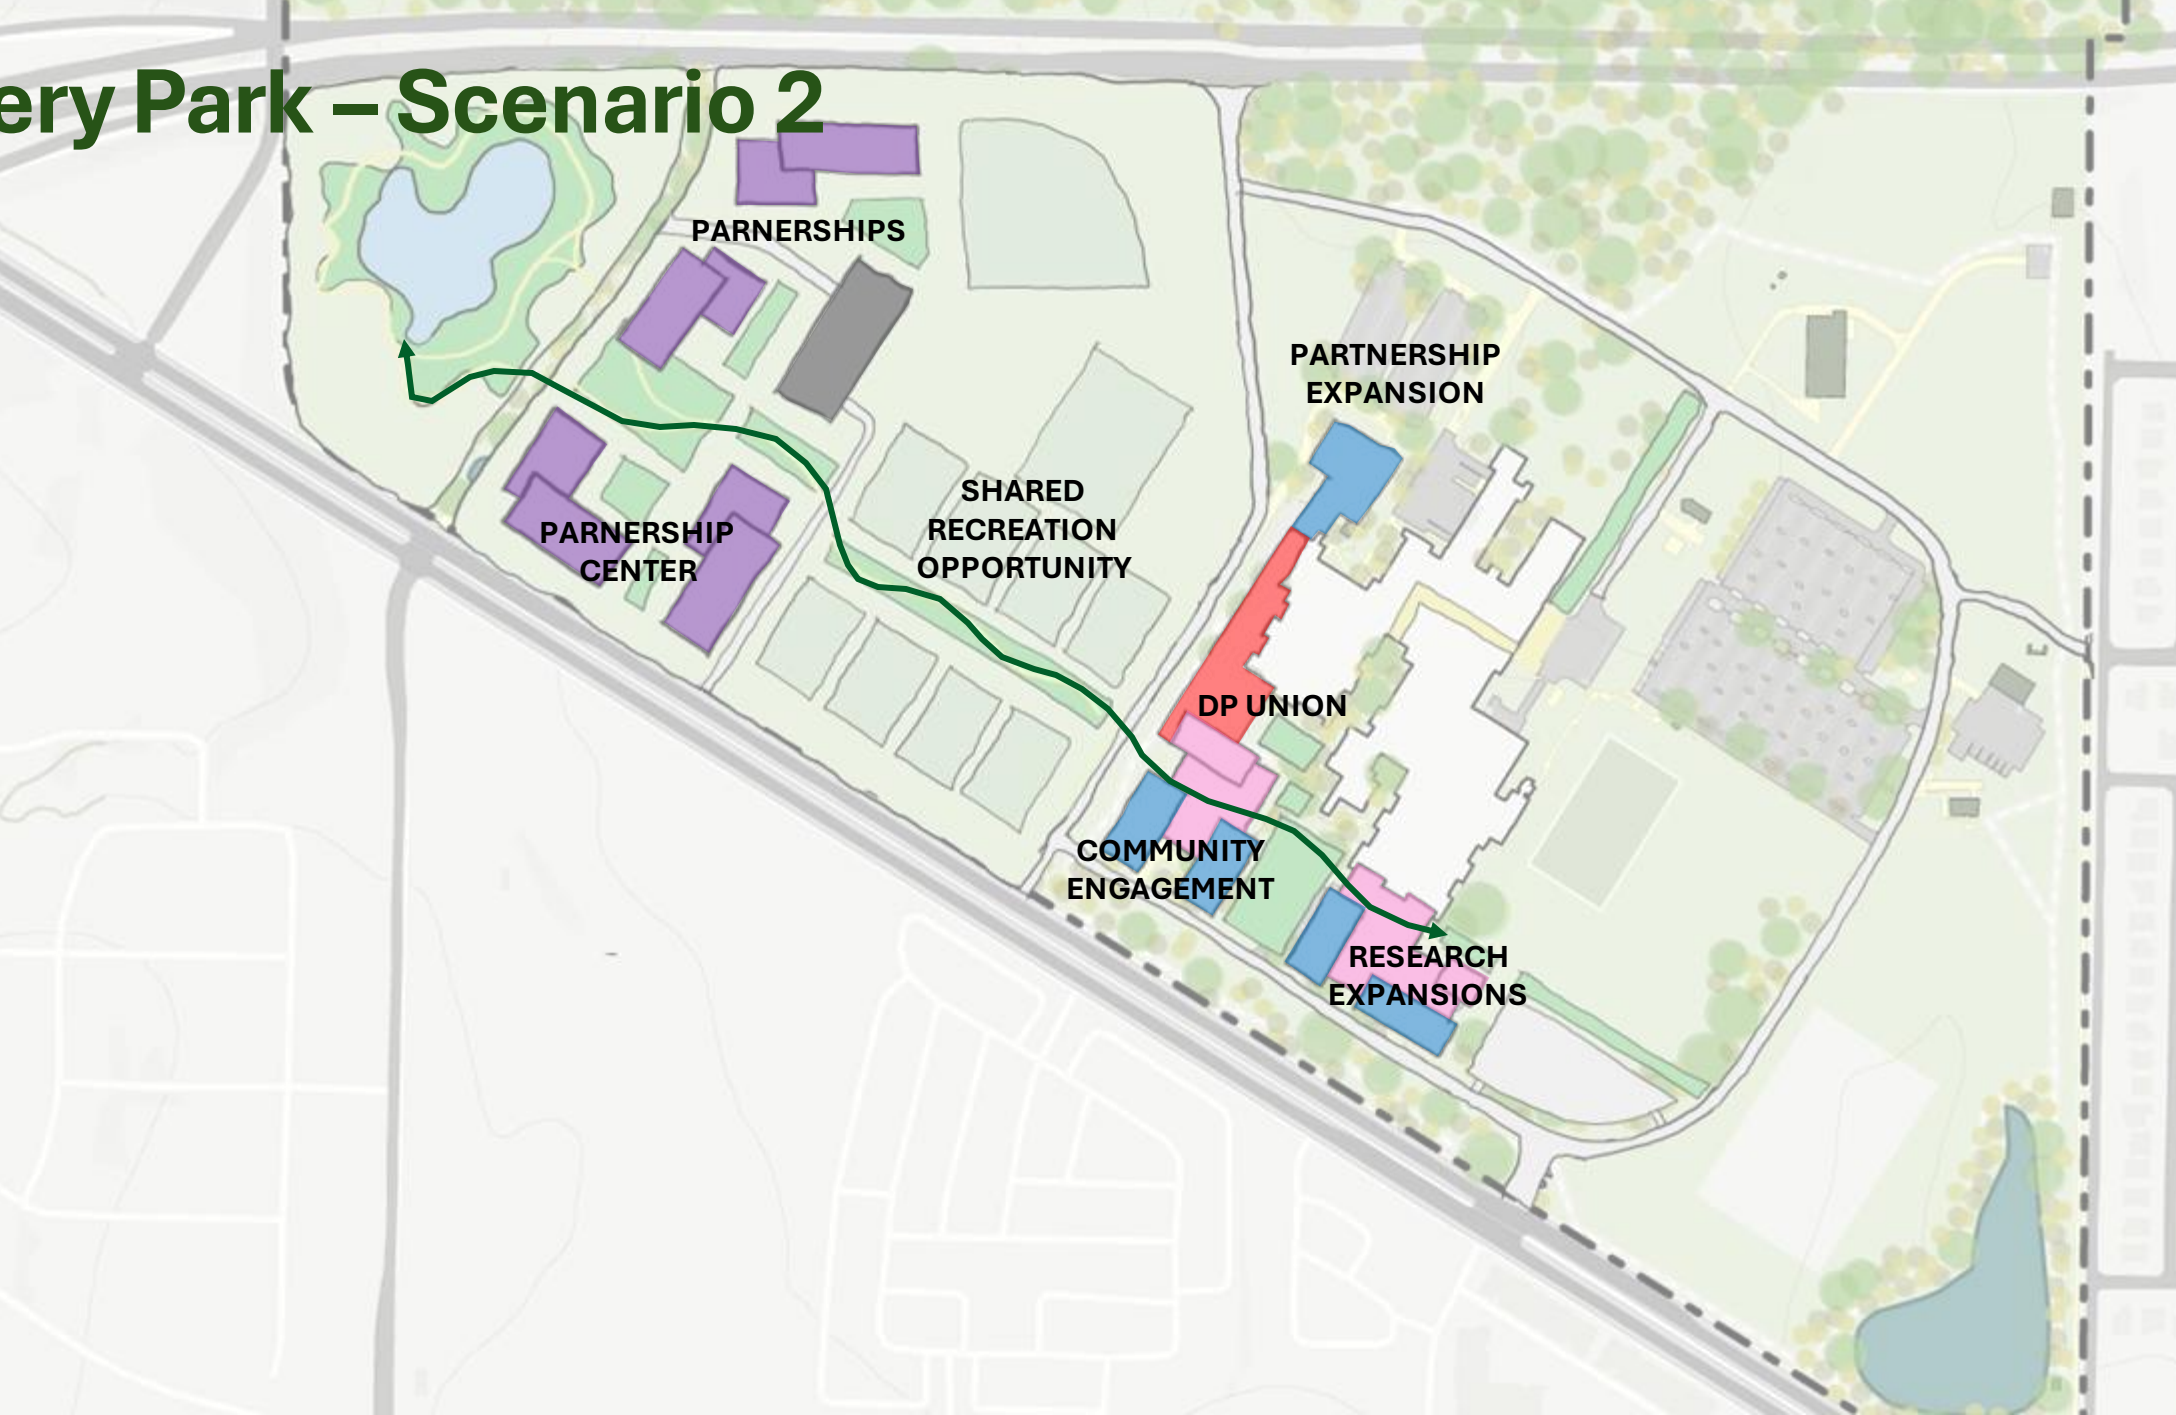 ery Park – Scenario 2
PARNERSHIPS
PARTNERSHIP
EXPANSION
SHARED
RECREATION
OPPORTUNITY
PARNERSHIP
CENTER
DP UNION
COMMUNITY
ENGAGEMENT
RESEARCH
EXPANSIONS